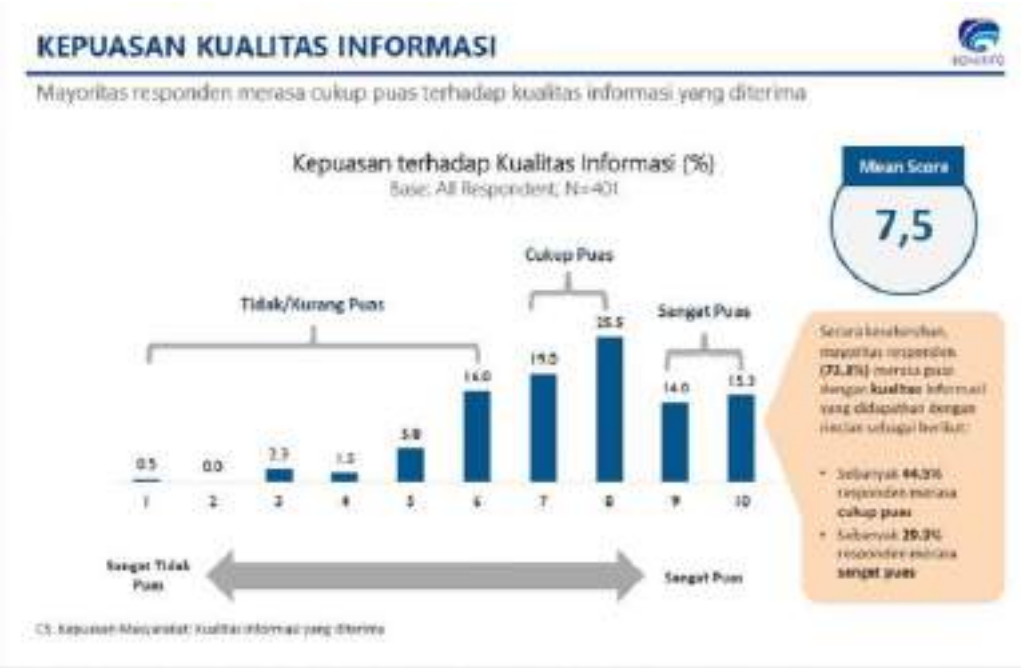 KEPUASAN KUALITAS INFORMASI
KOMINFO
Mayoritas responden merasa cukup puas terhadap kualitas informasi yang diterima
Kepuasan terhadap Kualitas Informasi (%)
Base: All Respondent, N=401
Mean Score
7,5
Tidak/Kurang Puas
Cukup Puas
Sangat Puas
0.5
0.0
2.3
1.5
5.8
16.0
19.0
25.5
14.0
15.3
1
2
3
4
5
6
7
8
9
10
Sangat Tidak
Puas
Sangat Puas
Secara keseluruhan,
mayoritas responden
merasa puas
dengan kualitas informasi
yang didapatkan dengan
rincian sebagai berikut:
• Sebanyak 44.5%
responden merasa
cukup puas
• Sebanyak 29.3%
responden merasa
sangat puas
Kepuasan Masyarakat: Kualitas informasi yang diterima